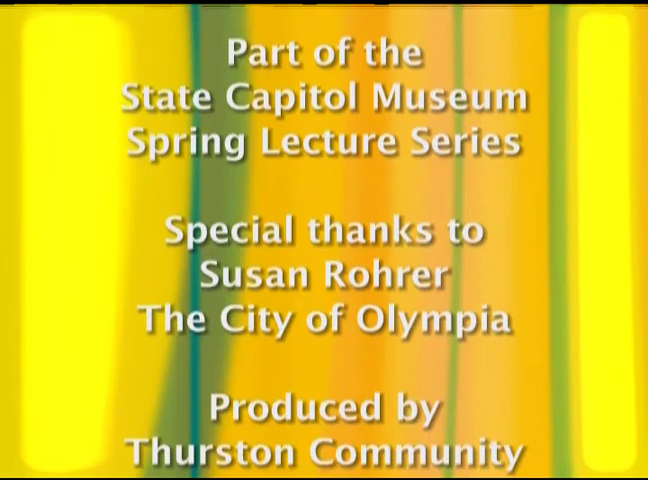 Part of the
State Capitol Museum
Spring Lecture Series
Special thanks to
Susan Rohrer
The City of Olympia
Produced by
Thurston Community